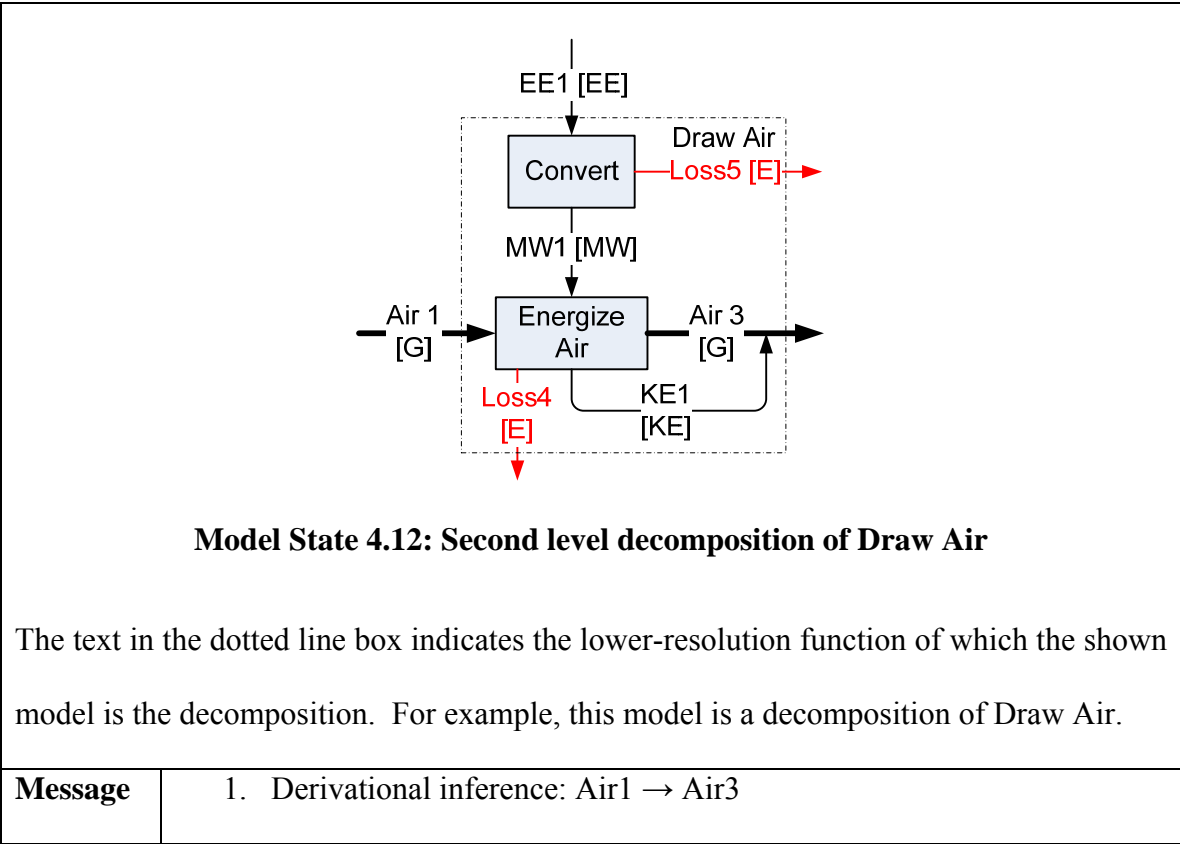 EE1 [EE]
Draw Air
Convert
Loss5 [E]
MW1 [MW]
Air 1
[G]
Energize
Air
Air 3
[G]
Loss4
[E]
KE1
[KE]
Model State 4.12: Second level decomposition of Draw Air
The text in the dotted line box indicates the lower-resolution function of which the shown
model is the decomposition.  For example, this model is a decomposition of Draw Air.
Message
1. Derivational inference: Air1 → Air3